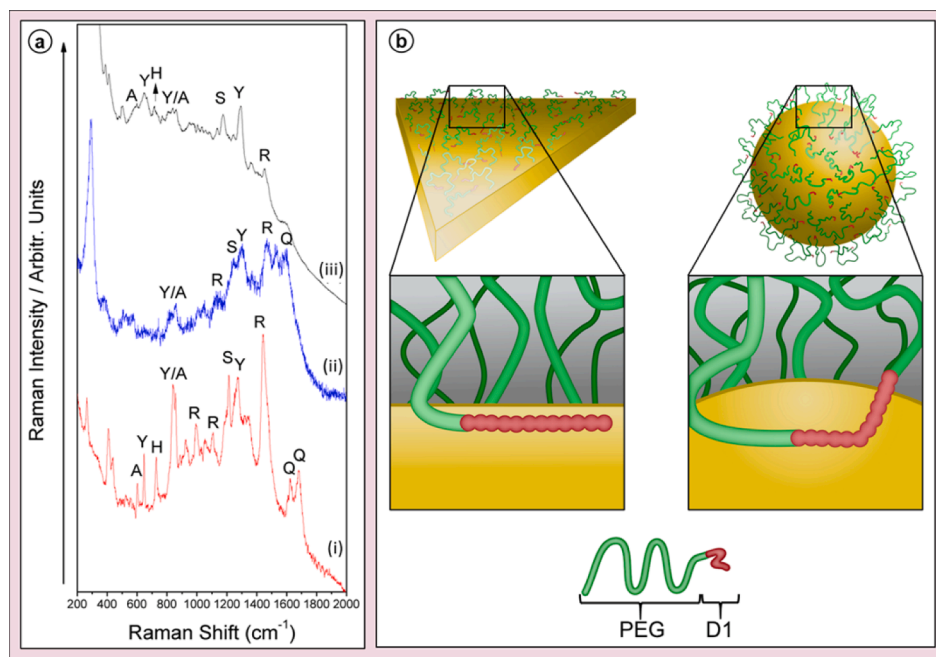 a
b
Raman Intensity / Arbitr. Units
A
Y
H
Y/A
S
Y
R
(iii)
Y/A
R
S
Y
R
Q
(ii)
A
Y
H
Y/A
R
R
S
Y
R
Q
Q
(i)
200 400 600 800 1000 1200 1400 1600 1800 2000
Raman Shift (cm⁻¹)
PEG
D1